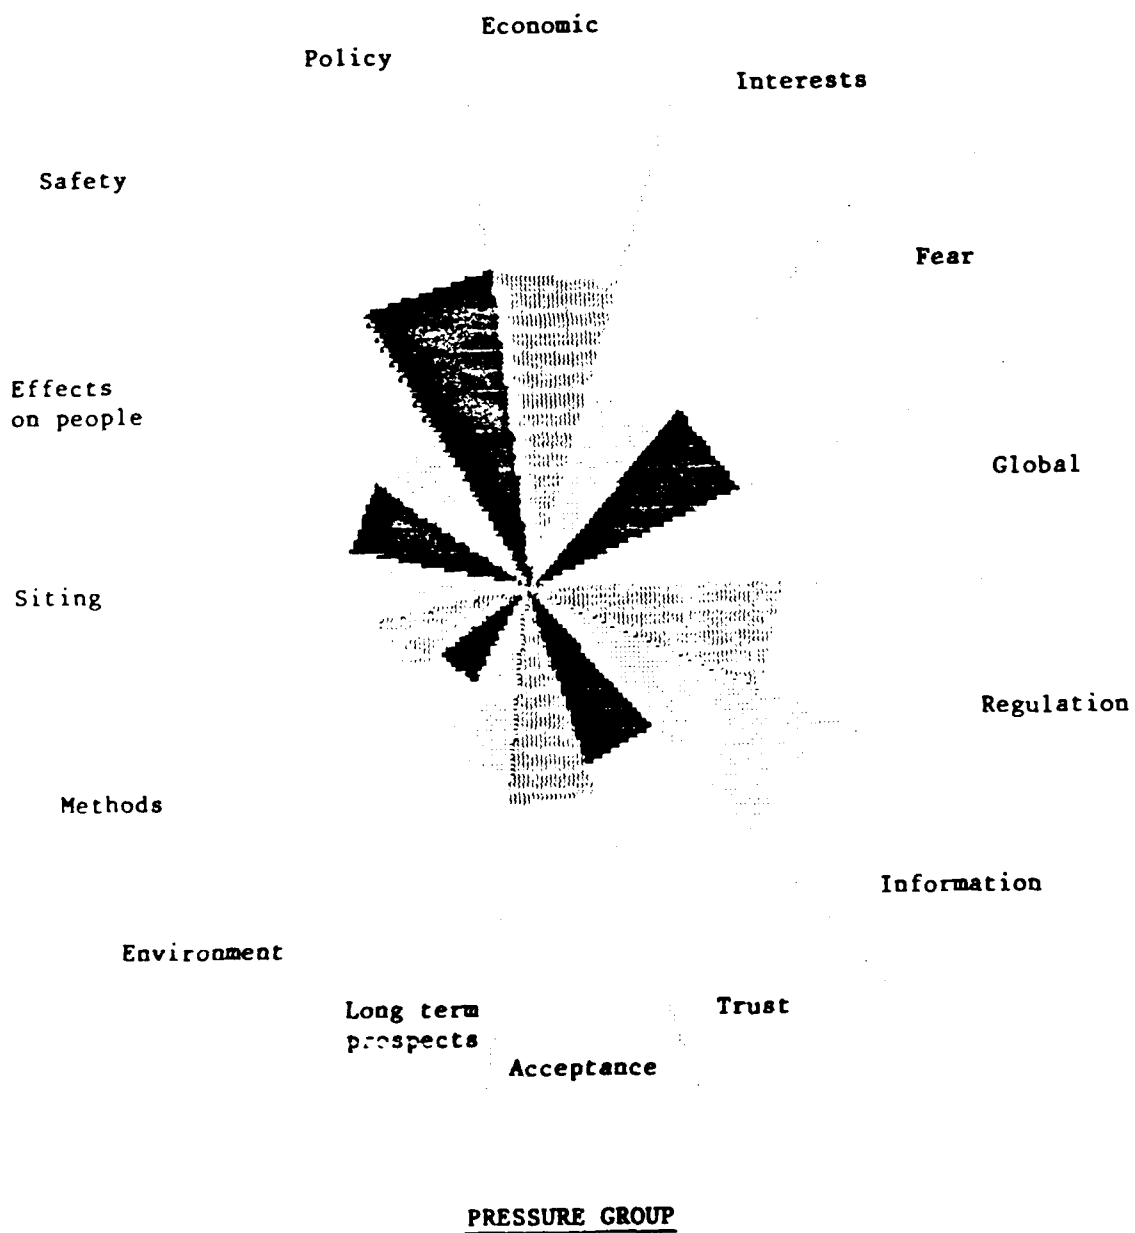 Economic
Policy
Interests
Safety
Fear
Effects
on people
Global
Siting
Regulation
Methods
Information
Environment
Long term
prospects
Trust
Acceptance
PRESSURE GROUP